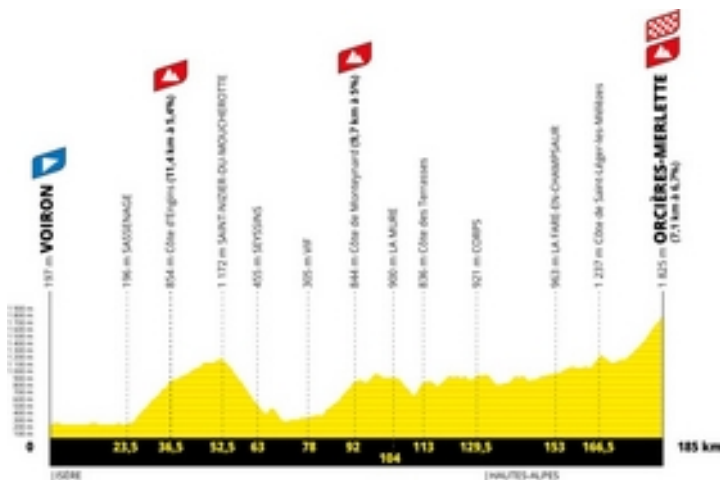 197 m VOIRON
196 m SASSENAGE
854 m Côte d'Engins (11,4 km à 5,4%)
1 172 m SAINT-NIZIER-DU-MOUCHEROTTE
455 m SEYSSINS
305 m VIF
844 m Côte de Monteynard (9,7 km à 5%)
900 m LA MURE
836 m Côte des Terrasses
921 m CORPS
963 m LA FARE-EN-CHAMPSAUR
1 237 m Côte de Saint-Léger-les-Mélèzes
1 825 m ORCIÈRES-MERLETTE
(7,1 km à 6,7%)
0 23,5 36,5 52,5 63 78 92 104 113 129,5 153 166,5 185 km
ISÈRE
HAUTES-ALPES